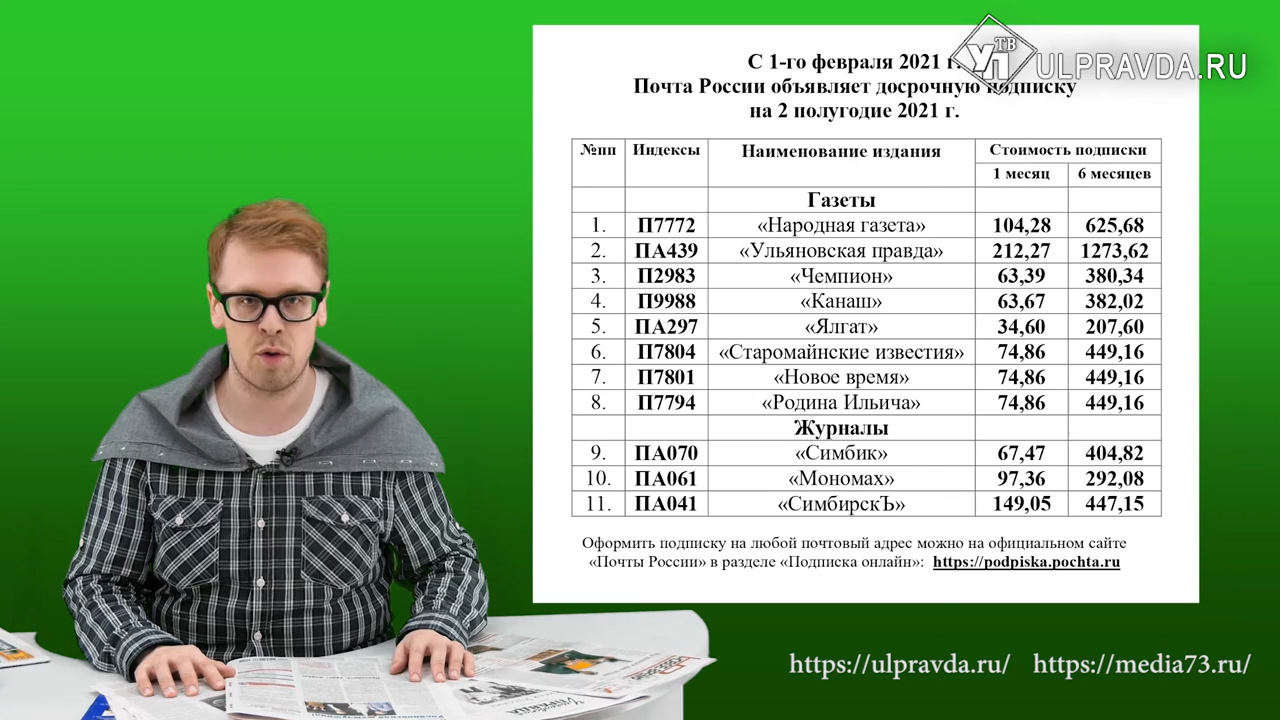 УП ТВ ULPRAVDA.RU
С 1-го февраля 2021 г.
Почта России объявляет досрочную подписку
на 2 полугодие 2021 г.
№пп Индексы Наименование издания Стоимость подписки
1 месяц 6 месяцев
Газеты
1. П7772 «Народная газета» 104,28 625,68
2. ПА439 «Ульяновская правда» 212,27 1273,62
3. П2983 «Чемпион» 63,39 380,34
4. П9988 «Канаш» 63,67 382,02
5. ПА297 «Ялгат» 34,60 207,60
6. П7804 «Старомайнские известия» 74,86 449,16
7. П7801 «Новое время» 74,86 449,16
8. П7794 «Родина Ильича» 74,86 449,16
Журналы
9. ПА070 «Симбик» 67,47 404,82
10. ПА061 «Мономах» 97,36 292,08
11. ПА041 «СимбирскЪ» 149,05 447,15
Оформить подписку на любой почтовый адрес можно на официальном сайте
«Почты России» в разделе «Подписка онлайн»: https://podpiska.pochta.ru
https://ulpravda.ru/ https://media73.ru/